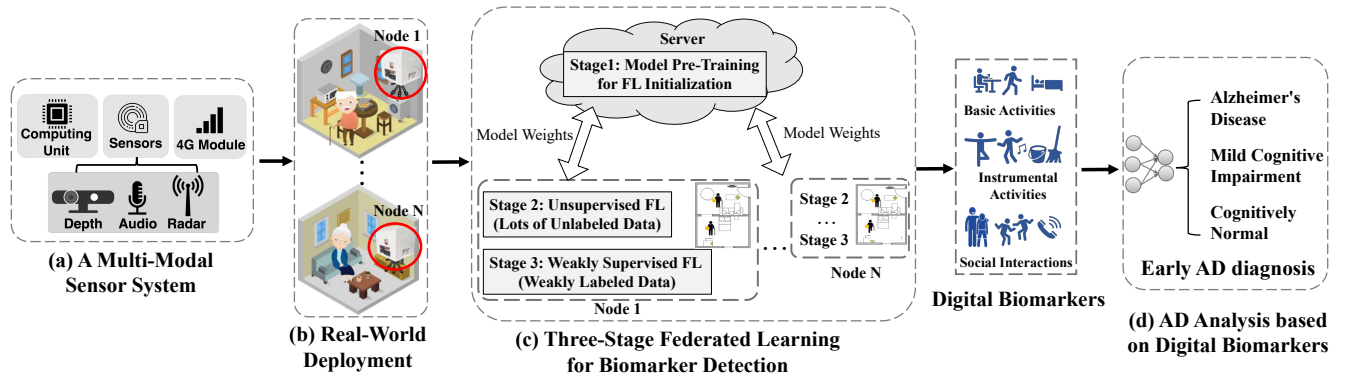 Computing
Unit
Sensors
4G Module
Depth
Audio
Radar
(a) A Multi-Modal
Sensor System
Node 1
Node N
(b) Real-World
Deployment
Server
Stage1: Model Pre-Training
for FL Initialization
Model Weights
Model Weights
Stage 2: Unsupervised FL
(Lots of Unlabeled Data)
Stage 3: Weakly Supervised FL
(Weakly Labeled Data)
Node 1
...
Stage 2
...
Stage 3
Node N
(c) Three-Stage Federated Learning
for Biomarker Detection
Basic Activities
Instrumental
Activities
Social Interactions
Digital Biomarkers
Alzheimer's
Disease
Mild Cognitive
Impairment
Cognitively
Normal
Early AD diagnosis
(d) AD Analysis based
on Digital Biomarkers